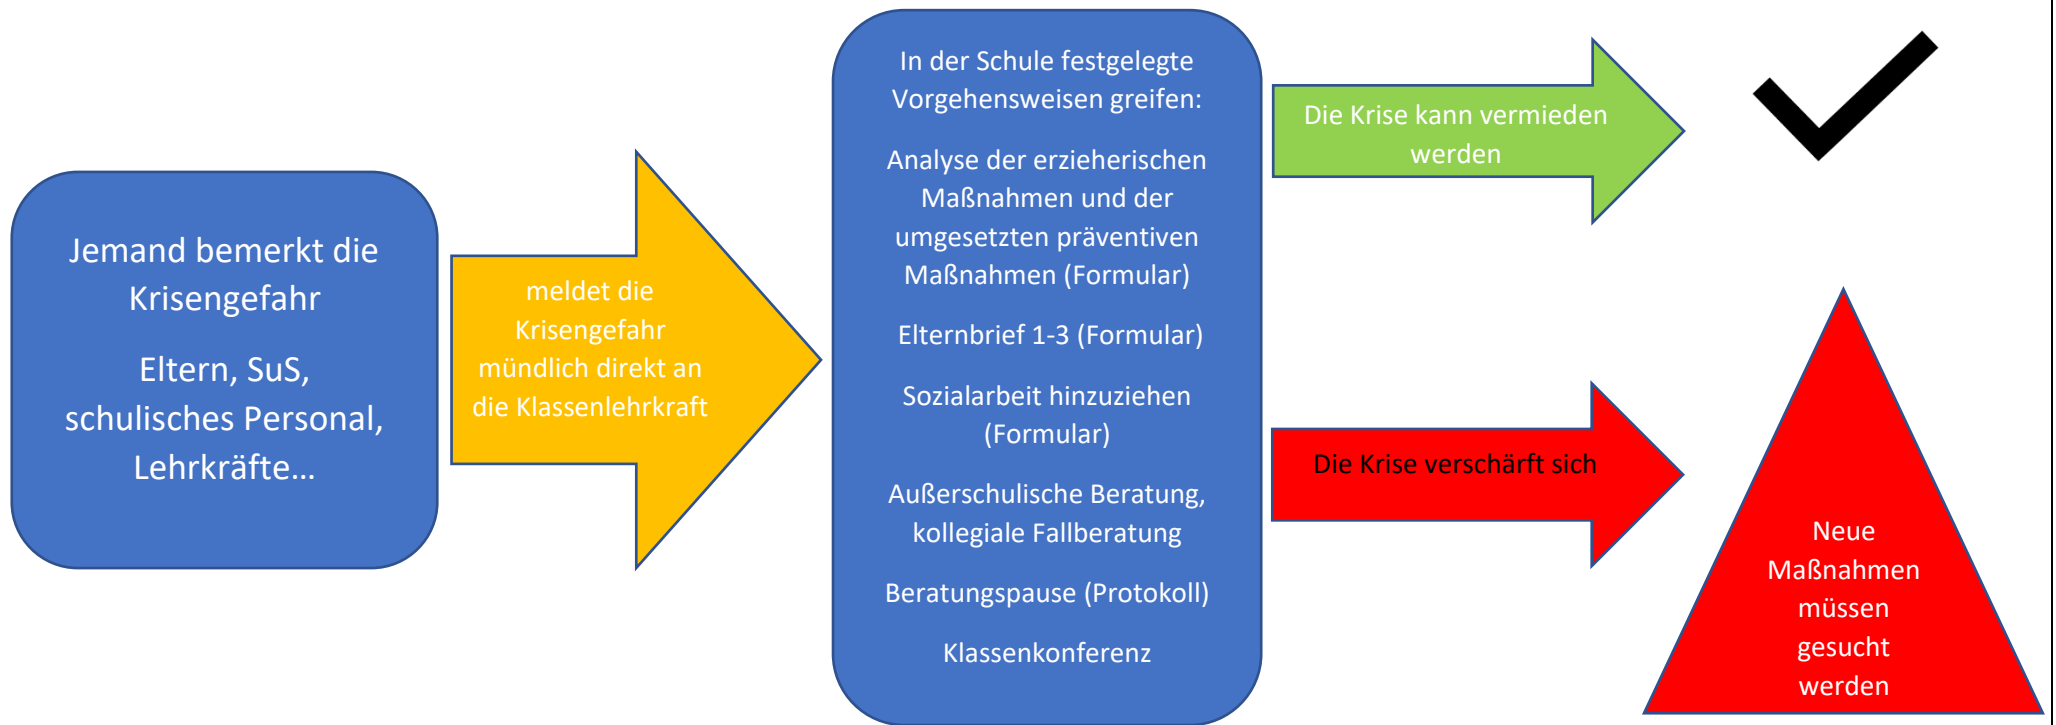 Jemand bemerkt die
Krisengefahr
Eltern, SuS,
schulisches Personal,
Lehrkräfte...
meldet die
Krisengefahr
mündlich direkt an
die Klassenlehrkraft
In der Schule festgelegte
Vorgehensweisen greifen:
Analyse der erzieherischen
Maßnahmen und der
umgesetzten präventiven
Maßnahmen (Formular)
Elternbrief 1-3 (Formular)
Sozialarbeit hinzuziehen
(Formular)
Außerschulische Beratung,
kollegiale Fallberatung
Beratungspause (Protokoll)
Klassenkonferenz
Die Krise kann vermieden
werden
Die Krise verschärft sich
Neue
Maßnahmen
müssen
gesucht
werden